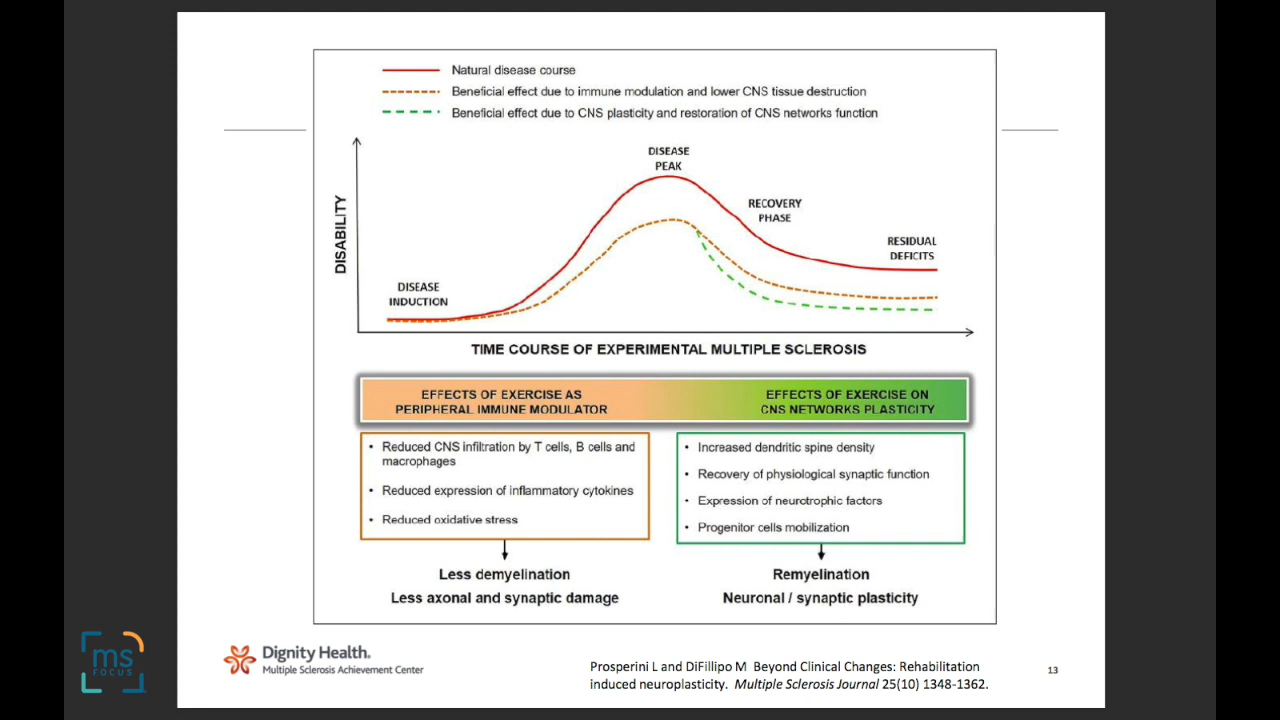 Natural disease course
Beneficial effect due to immune modulation and lower CNS tissue destruction
Beneficial effect due to CNS plasticity and restoration of CNS networks function
DISABILITY
DISEASE
PEAK
RECOVERY
PHASE
RESIDUAL
DEFICITS
DISEASE
INDUCTION
TIME COURSE OF EXPERIMENTAL MULTIPLE SCLEROSIS
EFFECTS OF EXERCISE AS
PERIPHERAL IMMUNE MODULATOR
EFFECTS OF EXERCISE ON
CNS NETWORKS PLASTICITY
• Reduced CNS infiltration by T cells, B cells and
macrophages
• Reduced expression of inflammatory cytokines
• Reduced oxidative stress
• Increased dendritic spine density
• Recovery of physiological synaptic function
• Expression of neurotrophic factors
• Progenitor cells mobilization
Less demyelination
Less axonal and synaptic damage
Remyelination
Neuronal / synaptic plasticity
ms
FOCUS
Dignity Health.
Multiple Sclerosis Achievement Center
Prosperini L and DiFillipo M Beyond Clinical Changes: Rehabilitation
induced neuroplasticity. Multiple Sclerosis Journal 25(10) 1348-1362.
13